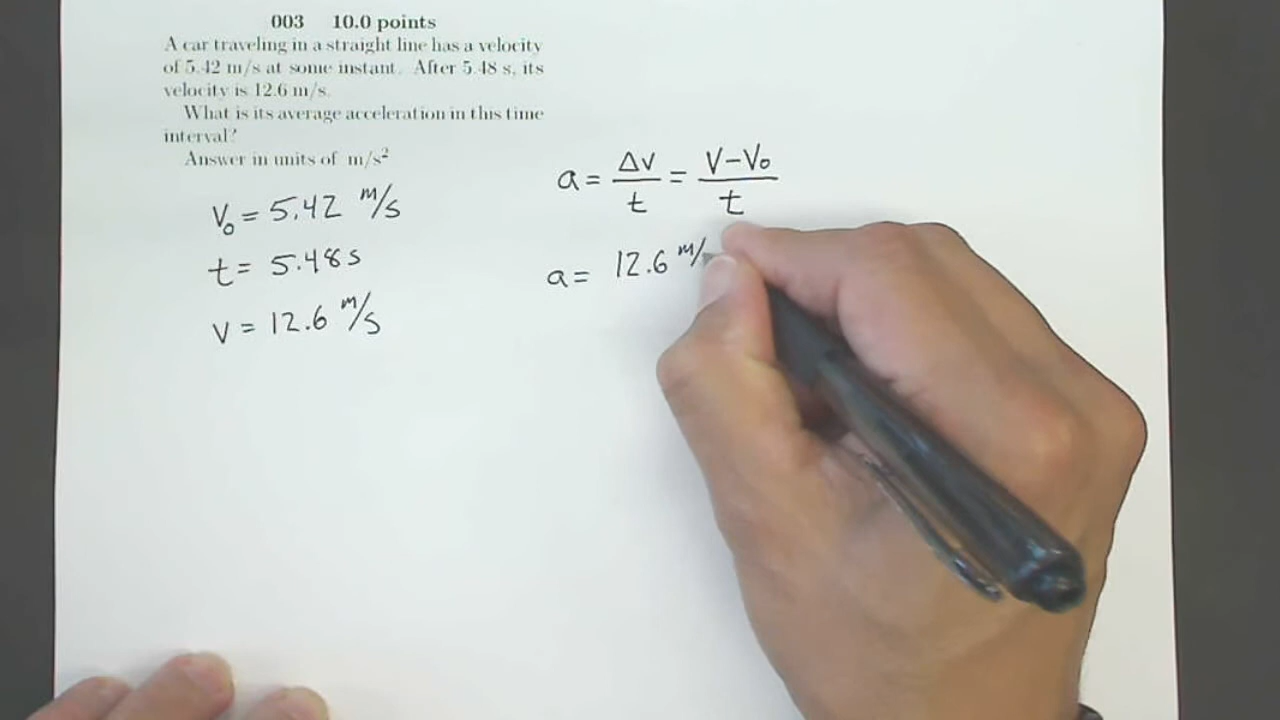 003 10.0 points
A car traveling in a straight line has a velocity
of 5.42 m/s at some instant. After 5.48 s, its
velocity is 12.6 m/s.
What is its average acceleration in this time
interval?
Answer in units of m/s²
V₀ = 5.42 m/s
t = 5.48 s
V = 12.6 m/s
a = ΔV/t = V-V₀/t
a = 12.6 m/